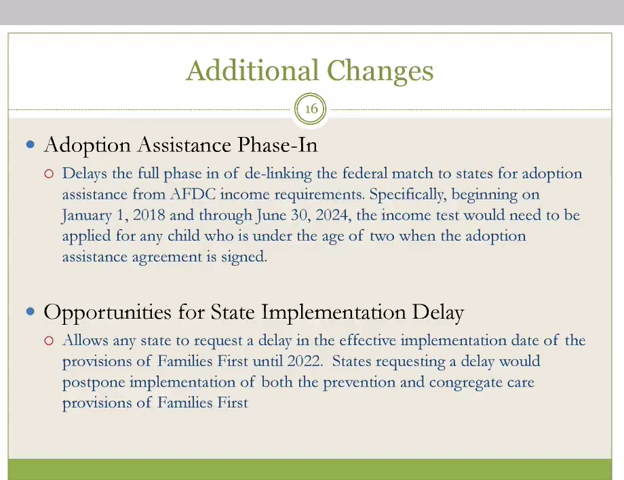 Additional Changes
16
Adoption Assistance Phase-In
Delays the full phase in of de-linking the federal match to states for adoption
assistance from AFDC income requirements. Specifically, beginning on
January 1, 2018 and through June 30, 2024, the income test would need to be
applied for any child who is under the age of two when the adoption
assistance agreement is signed.
Opportunities for State Implementation Delay
Allows any state to request a delay in the effective implementation date of the
provisions of Families First until 2022. States requesting a delay would
postpone implementation of both the prevention and congregate care
provisions of Families First